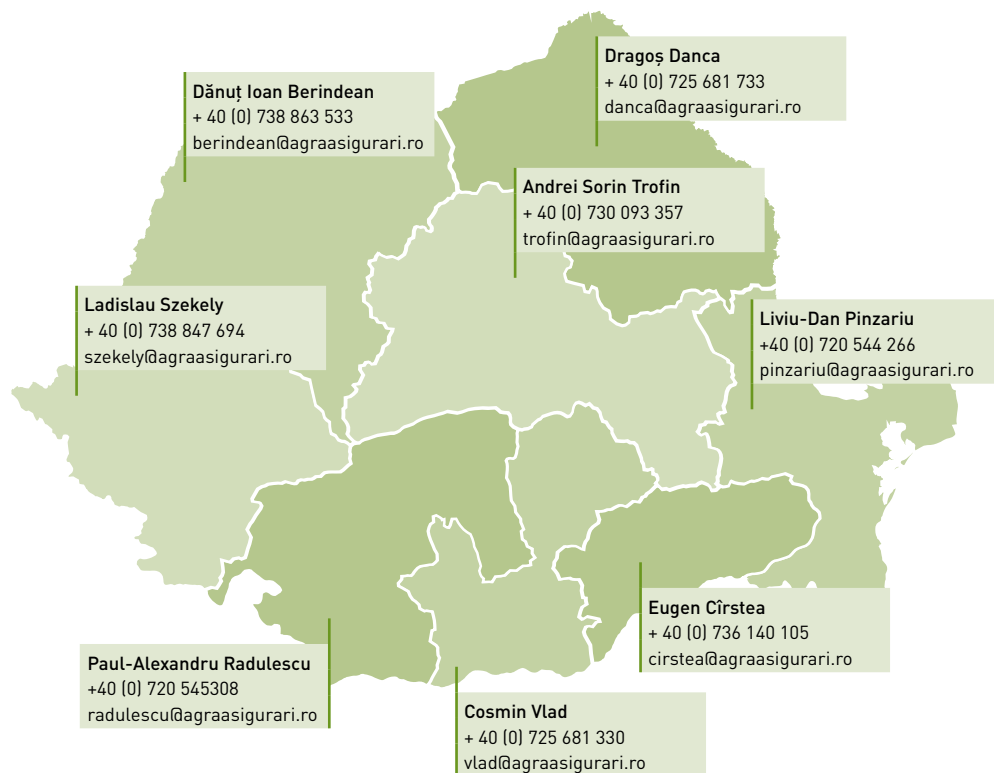 Dragoș Danca
+ 40 (0) 725 681 733
danca@agraasigurari.ro
Dănuț Ioan Berindean
+ 40 (0) 738 863 533
berindean@agraasigurari.ro
Andrei Sorin Trofin
+ 40 (0) 730 093 357
trofin@agraasigurari.ro
Ladislau Szekely
+ 40 (0) 738 847 694
szekely@agraasigurari.ro
Liviu-Dan Pinzariu
+40 (0) 720 544 266
pinzariu@agraasigurari.ro
Eugen Cîrstea
+ 40 (0) 736 140 105
cirstea@agraasigurari.ro
Paul-Alexandru Radulescu
+40 (0) 720 545308
radulescu@agraasigurari.ro
Cosmin Vlad
+ 40 (0) 725 681 330
vlad@agraasigurari.ro